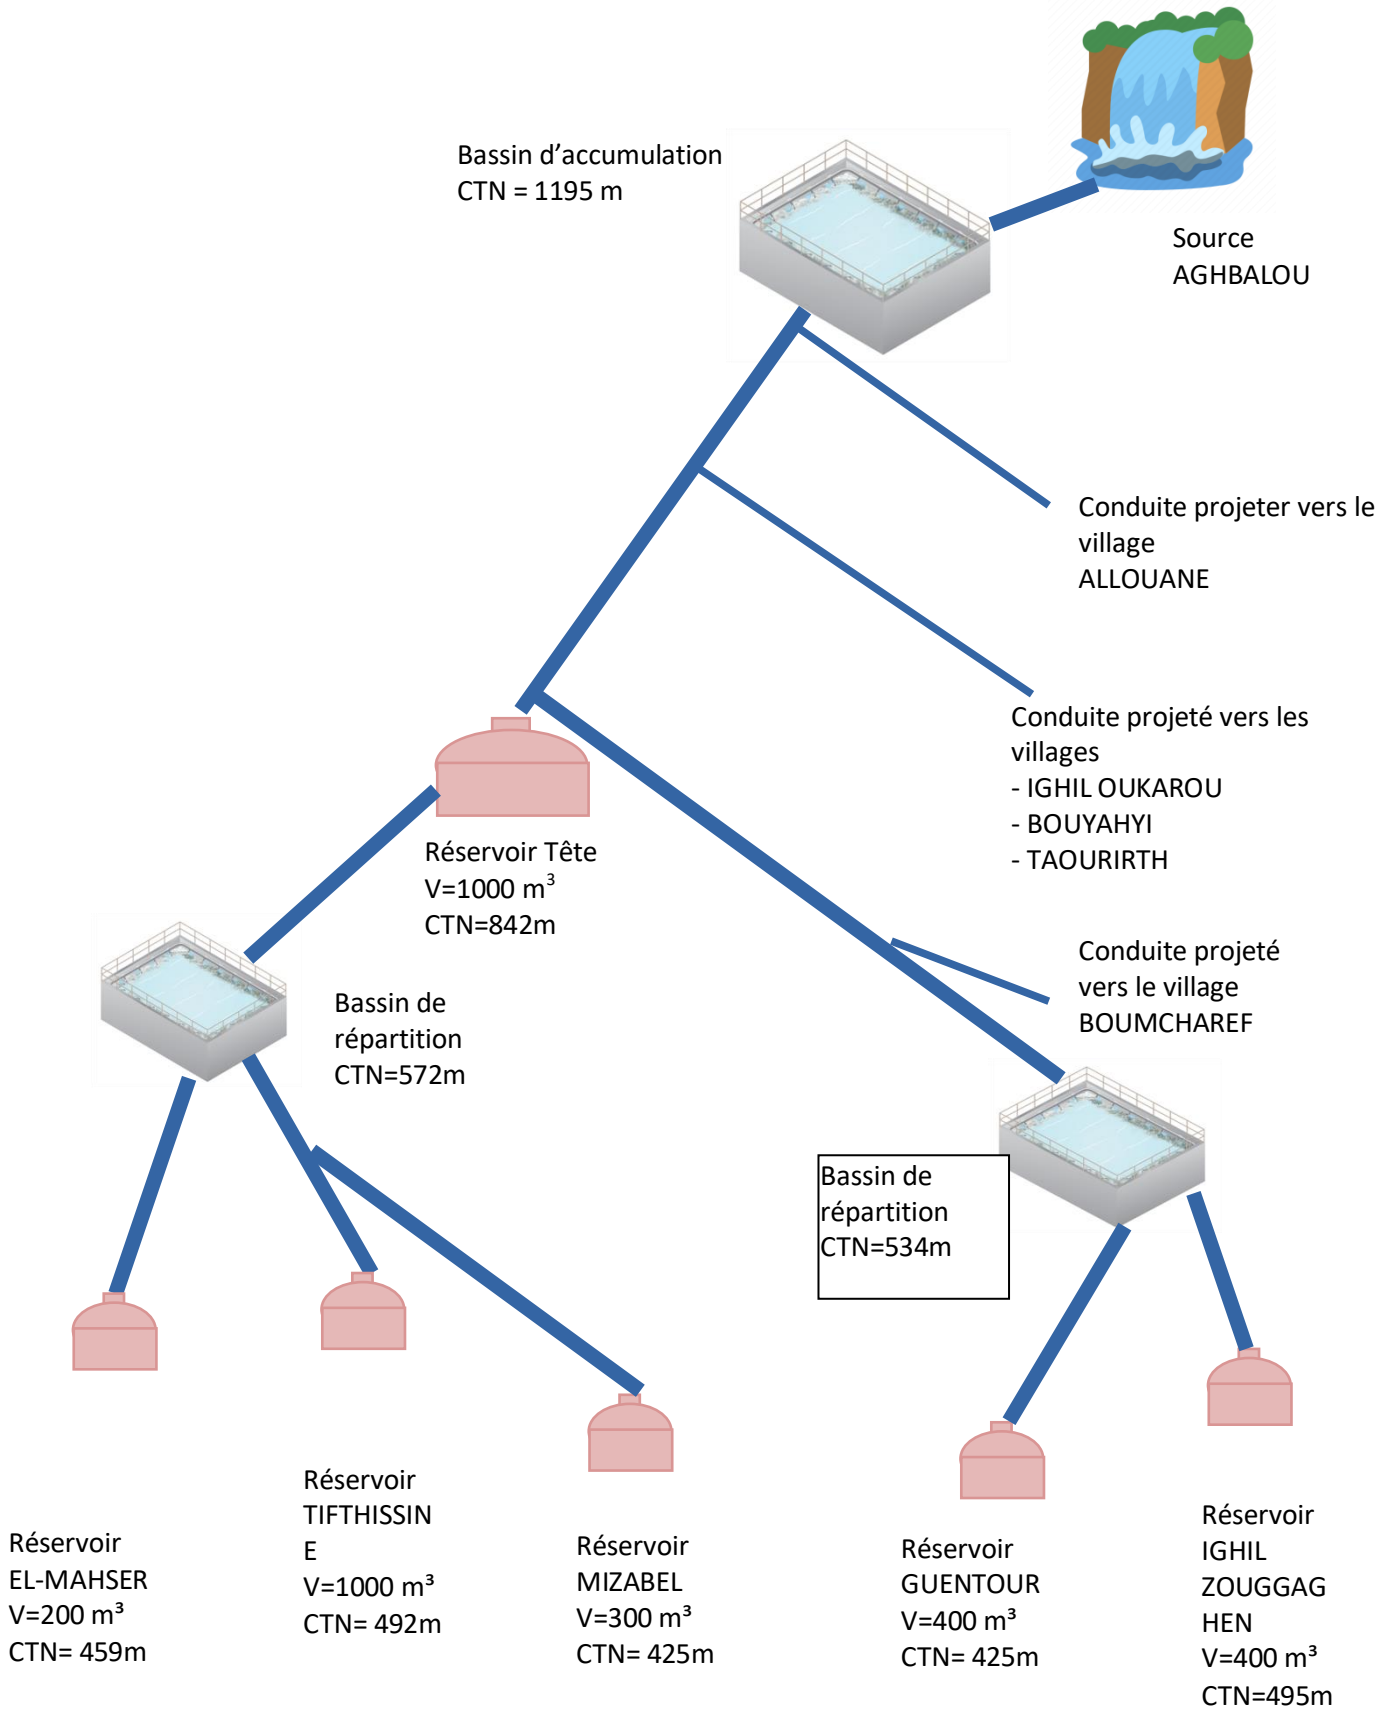 Bassin d’accumulation
CTN = 1195 m
Source
AGHBALOU
Conduite projeter vers le
village
ALLOUANE
Conduite projeté vers les
villages
- IGHIL OUKAROU
- BOUYAHYI
- TAOURIRTH
Réservoir Tête
V=1000 m³
CTN=842m
Conduite projeté
vers le village
BOUMCHAREF
Bassin de
répartition
CTN=572m
Bassin de
répartition
CTN=534m
Réservoir
EL-MAHSER
V=200 m³
CTN= 459m
Réservoir
TIFTHISSIN
E
V=1000 m³
CTN= 492m
Réservoir
MIZABEL
V=300 m³
CTN= 425m
Réservoir
GUENTOUR
V=400 m³
CTN= 425m
Réservoir
IGHIL
ZOUGGAG
HEN
V=400 m³
CTN=495m